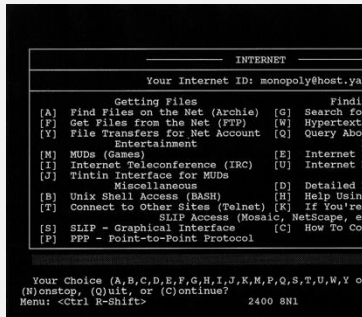 INTERNET
Your Internet ID: monopoly@host.ya
Getting Files Findi
[A] Find Files on the Net (Archie) [G] Search fo
[F] Get Files from the Net (FTP) [W] Hypertext
[Y] File Transfers for Net Account [Q] Query Abo
Entertainment
[M] MUDs (Games) [E] Internet
[I] Internet Teleconference (IRC) [U] Internet
[J] Tintin Interface for MUDs
Miscellaneous [D] Detailed
[B] Unix Shell Access (BASH) [H] Help Usin
[T] Connect to Other Sites (Telnet) [K] If You're
SLIP Access (Mosaic, NetScape, e
[S] SLIP - Graphical Interface [C] How To Co
[P] PPP - Point-to-Point Protocol
Your Choice (A,B,C,D,E,F,G,H,I,J,K,M,P,Q,S,T,U,W,Y o
(N)onstop, (Q)uit, or (C)ontinue?
Menu: <Ctrl R-Shift> 2400 8N1